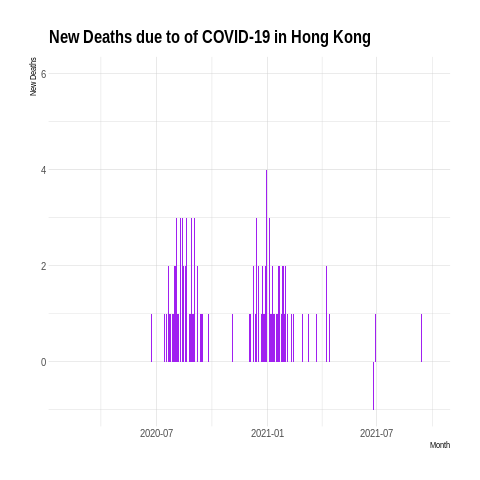 New Deaths due to of COVID-19 in Hong Kong
New Deaths
6
4
2
0
2020-07
2021-01
2021-07
Month